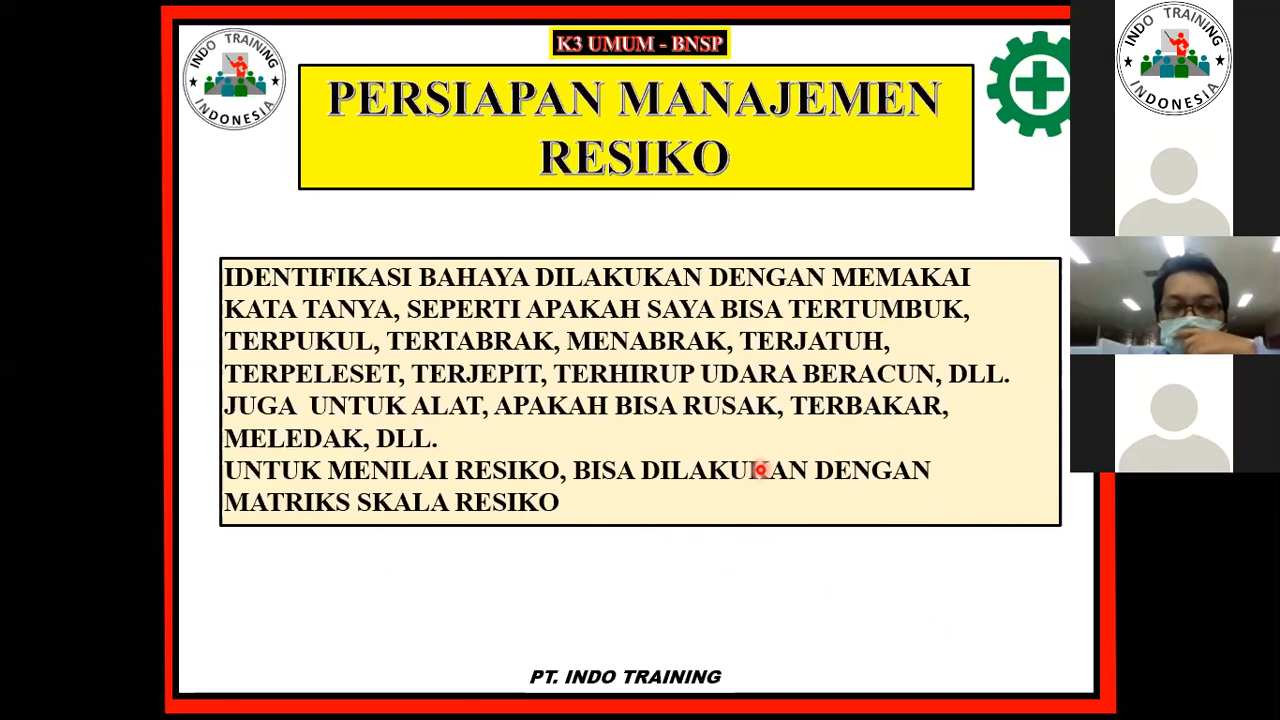 INDO TRAINING
INDONESIA
K3 UMUM - BNSP
PERSIAPAN MANAJEMEN
RESIKO
IDENTIFIKASI BAHAYA DILAKUKAN DENGAN MEMAKAI
KATA TANYA, SEPERTI APAKAH SAYA BISA TERTUMBUK,
TERPUKUL, TERTABRAK, MENABRAK, TERJATUH,
TERPELESET, TERJEPIT, TERHIRUP UDARA BERACUN, DLL.
JUGA UNTUK ALAT, APAKAH BISA RUSAK, TERBAKAR,
MELEDAK, DLL.
UNTUK MENILAI RESIKO, BISA DILAKUKAN DENGAN
MATRIKS SKALA RESIKO
PT. INDO TRAINING
INDO TRAINING
INDONESIA